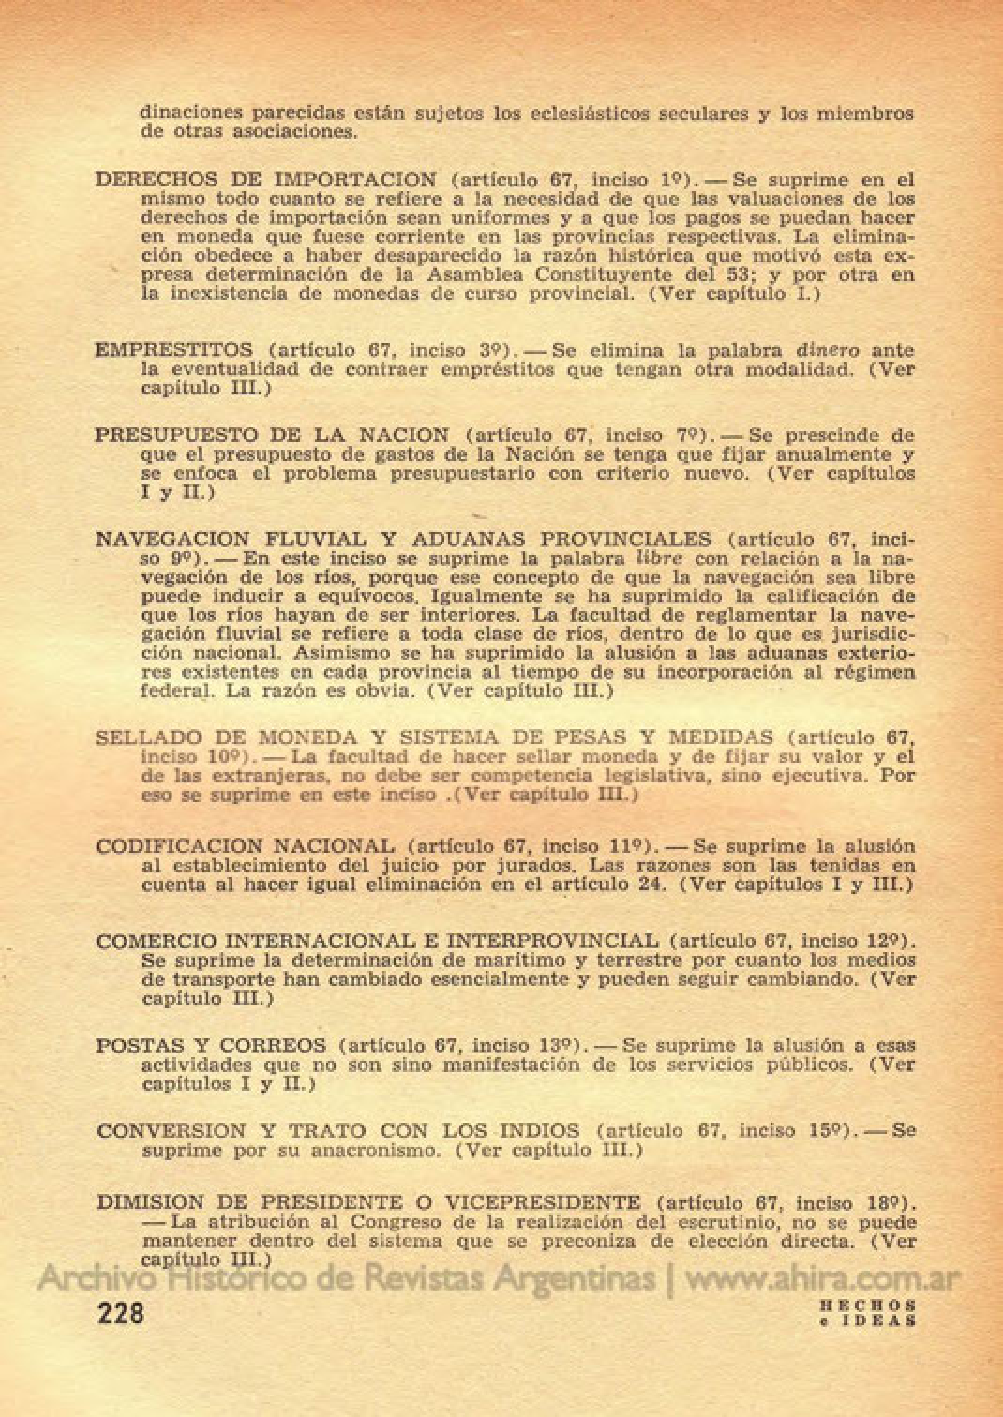 dinaciones parecidas están sujetos los eclesiásticos seculares y los miembros
de otras asociaciones.
DERECHOS DE IMPORTACION (artículo 67, inciso 1º). — Se suprime en el
mismo todo cuanto se refiere a la necesidad de que las valuaciones de los
derechos de importación sean uniformes y a que los pagos se puedan hacer
en moneda que fuese corriente en las provincias respectivas. La elimina-
ción obedece a haber desaparecido la razón histórica que motivó esta ex-
presa determinación de la Asamblea Constituyente del 53; y por otra en
la inexistencia de monedas de curso provincial. (Ver capítulo I.)
EMPRESTITOS (artículo 67, inciso 3º). — Se elimina la palabra dinero ante
la eventualidad de contraer empréstitos que tengan otra modalidad. (Ver
capítulo III.)
PRESUPUESTO DE LA NACION (artículo 67, inciso 7º). — Se prescinde de
que el presupuesto de gastos de la Nación se tenga que fijar anualmente y
se enfoca el problema presupuestario con criterio nuevo. (Ver capítulos
I y II.)
NAVEGACION FLUVIAL Y ADUANAS PROVINCIALES (artículo 67, inci-
so 9º). — En este inciso se suprime la palabra libre con relación a la na-
vegación de los ríos, porque ese concepto de que la navegación sea libre
puede inducir a equívocos. Igualmente se ha suprimido la calificación de
que los ríos hayan de ser interiores. La facultad de reglamentar la nave-
gación fluvial se refiere a toda clase de ríos, dentro de lo que es jurisdic-
ción nacional. Asimismo se ha suprimido la alusión a las aduanas exterio-
res existentes en cada provincia al tiempo de su incorporación al régimen
federal. La razón es obvia. (Ver capítulo III.)
SELLADO DE MONEDA Y SISTEMA DE PESAS Y MEDIDAS (artículo 67,
inciso 10º). — La facultad de hacer sellar moneda y de fijar su valor y el
de las extranjeras, no debe ser competencia legislativa, sino ejecutiva. Por
eso se suprime en este inciso .(Ver capítulo III.)
CODIFICACION NACIONAL (artículo 67, inciso 11º). — Se suprime la alusión
al establecimiento del juicio por jurados. Las razones son las tenidas en
cuenta al hacer igual eliminación en el artículo 24. (Ver capítulos I y III.)
COMERCIO INTERNACIONAL E INTERPROVINCIAL (artículo 67, inciso 12º).
Se suprime la determinación de marítimo y terrestre por cuanto los medios
de transporte han cambiado esencialmente y pueden seguir cambiando. (Ver
capítulo III.)
POSTAS Y CORREOS (artículo 67, inciso 13º). — Se suprime la alusión a esas
actividades que no son sino manifestación de los servicios públicos. (Ver
capítulos I y II.)
CONVERSION Y TRATO CON LOS INDIOS (artículo 67, inciso 15º). — Se
suprime por su anacronismo. (Ver capítulo III.)
DIMISION DE PRESIDENTE O VICEPRESIDENTE (artículo 67, inciso 18º).
— La atribución al Congreso de la realización del escrutinio, no se puede
mantener dentro del sistema que se preconiza de elección directa. (Ver
capítulo III.)
Archivo Histórico de Revistas Argentinas | www.ahira.com.ar
228
HECHOS
e IDEAS